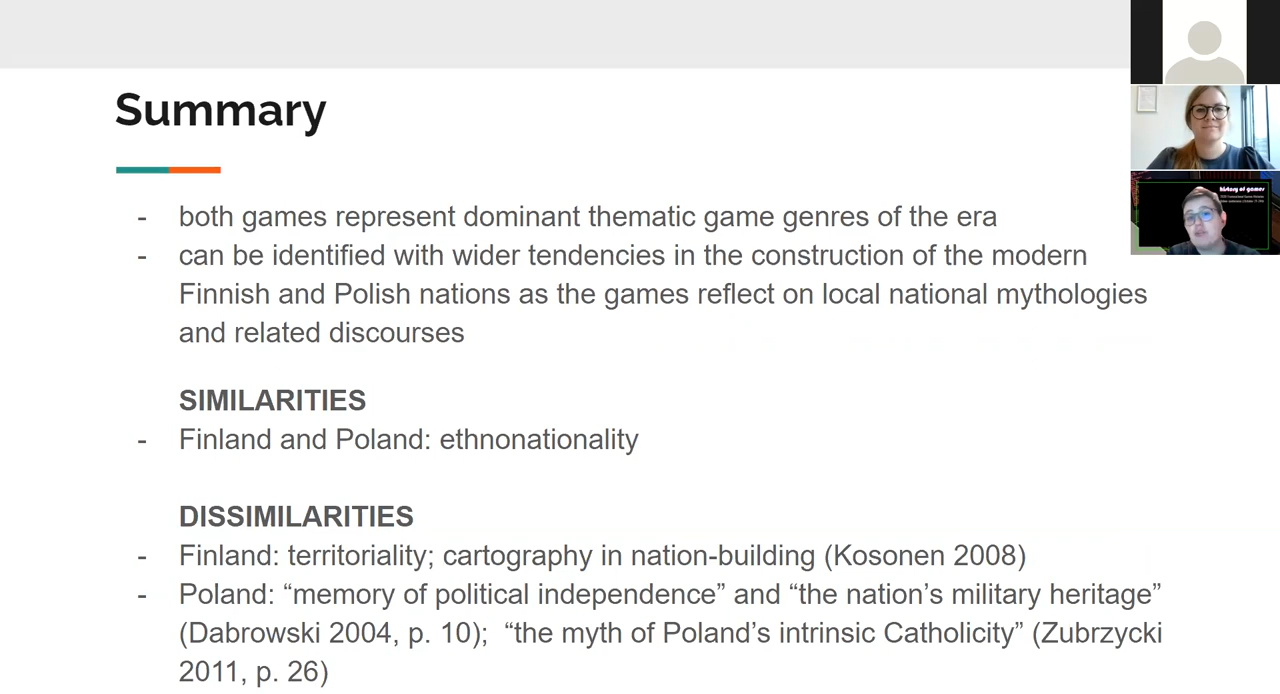 Summary
- both games represent dominant thematic game genres of the era
- can be identified with wider tendencies in the construction of the modern
Finnish and Polish nations as the games reflect on local national mythologies
and related discourses
SIMILARITIES
- Finland and Poland: ethnonationality
DISSIMILARITIES
- Finland: territoriality; cartography in nation-building (Kosonen 2008)
- Poland: “memory of political independence” and “the nation’s military heritage”
(Dabrowski 2004, p. 10);  “the myth of Poland’s intrinsic Catholicity” (Zubrzycki
2011, p. 26)
history of games